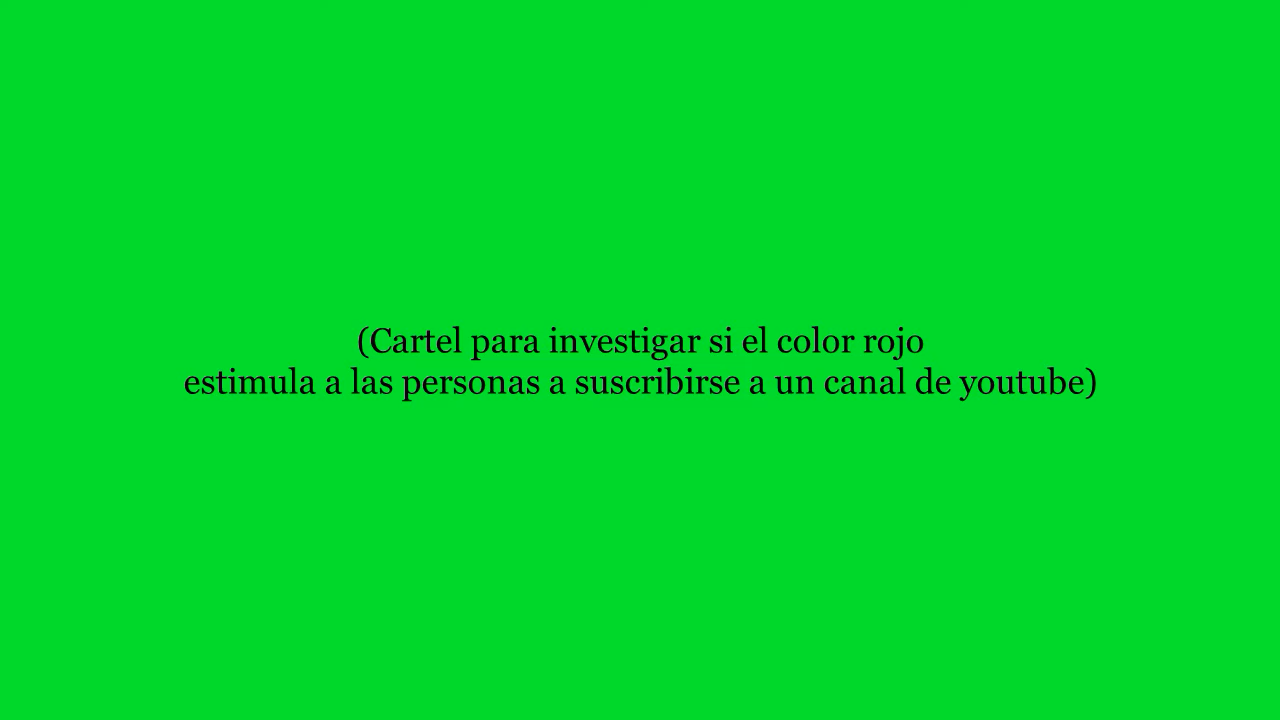 (Cartel para investigar si el color rojo
estimula a las personas a suscribirse a un canal de youtube)